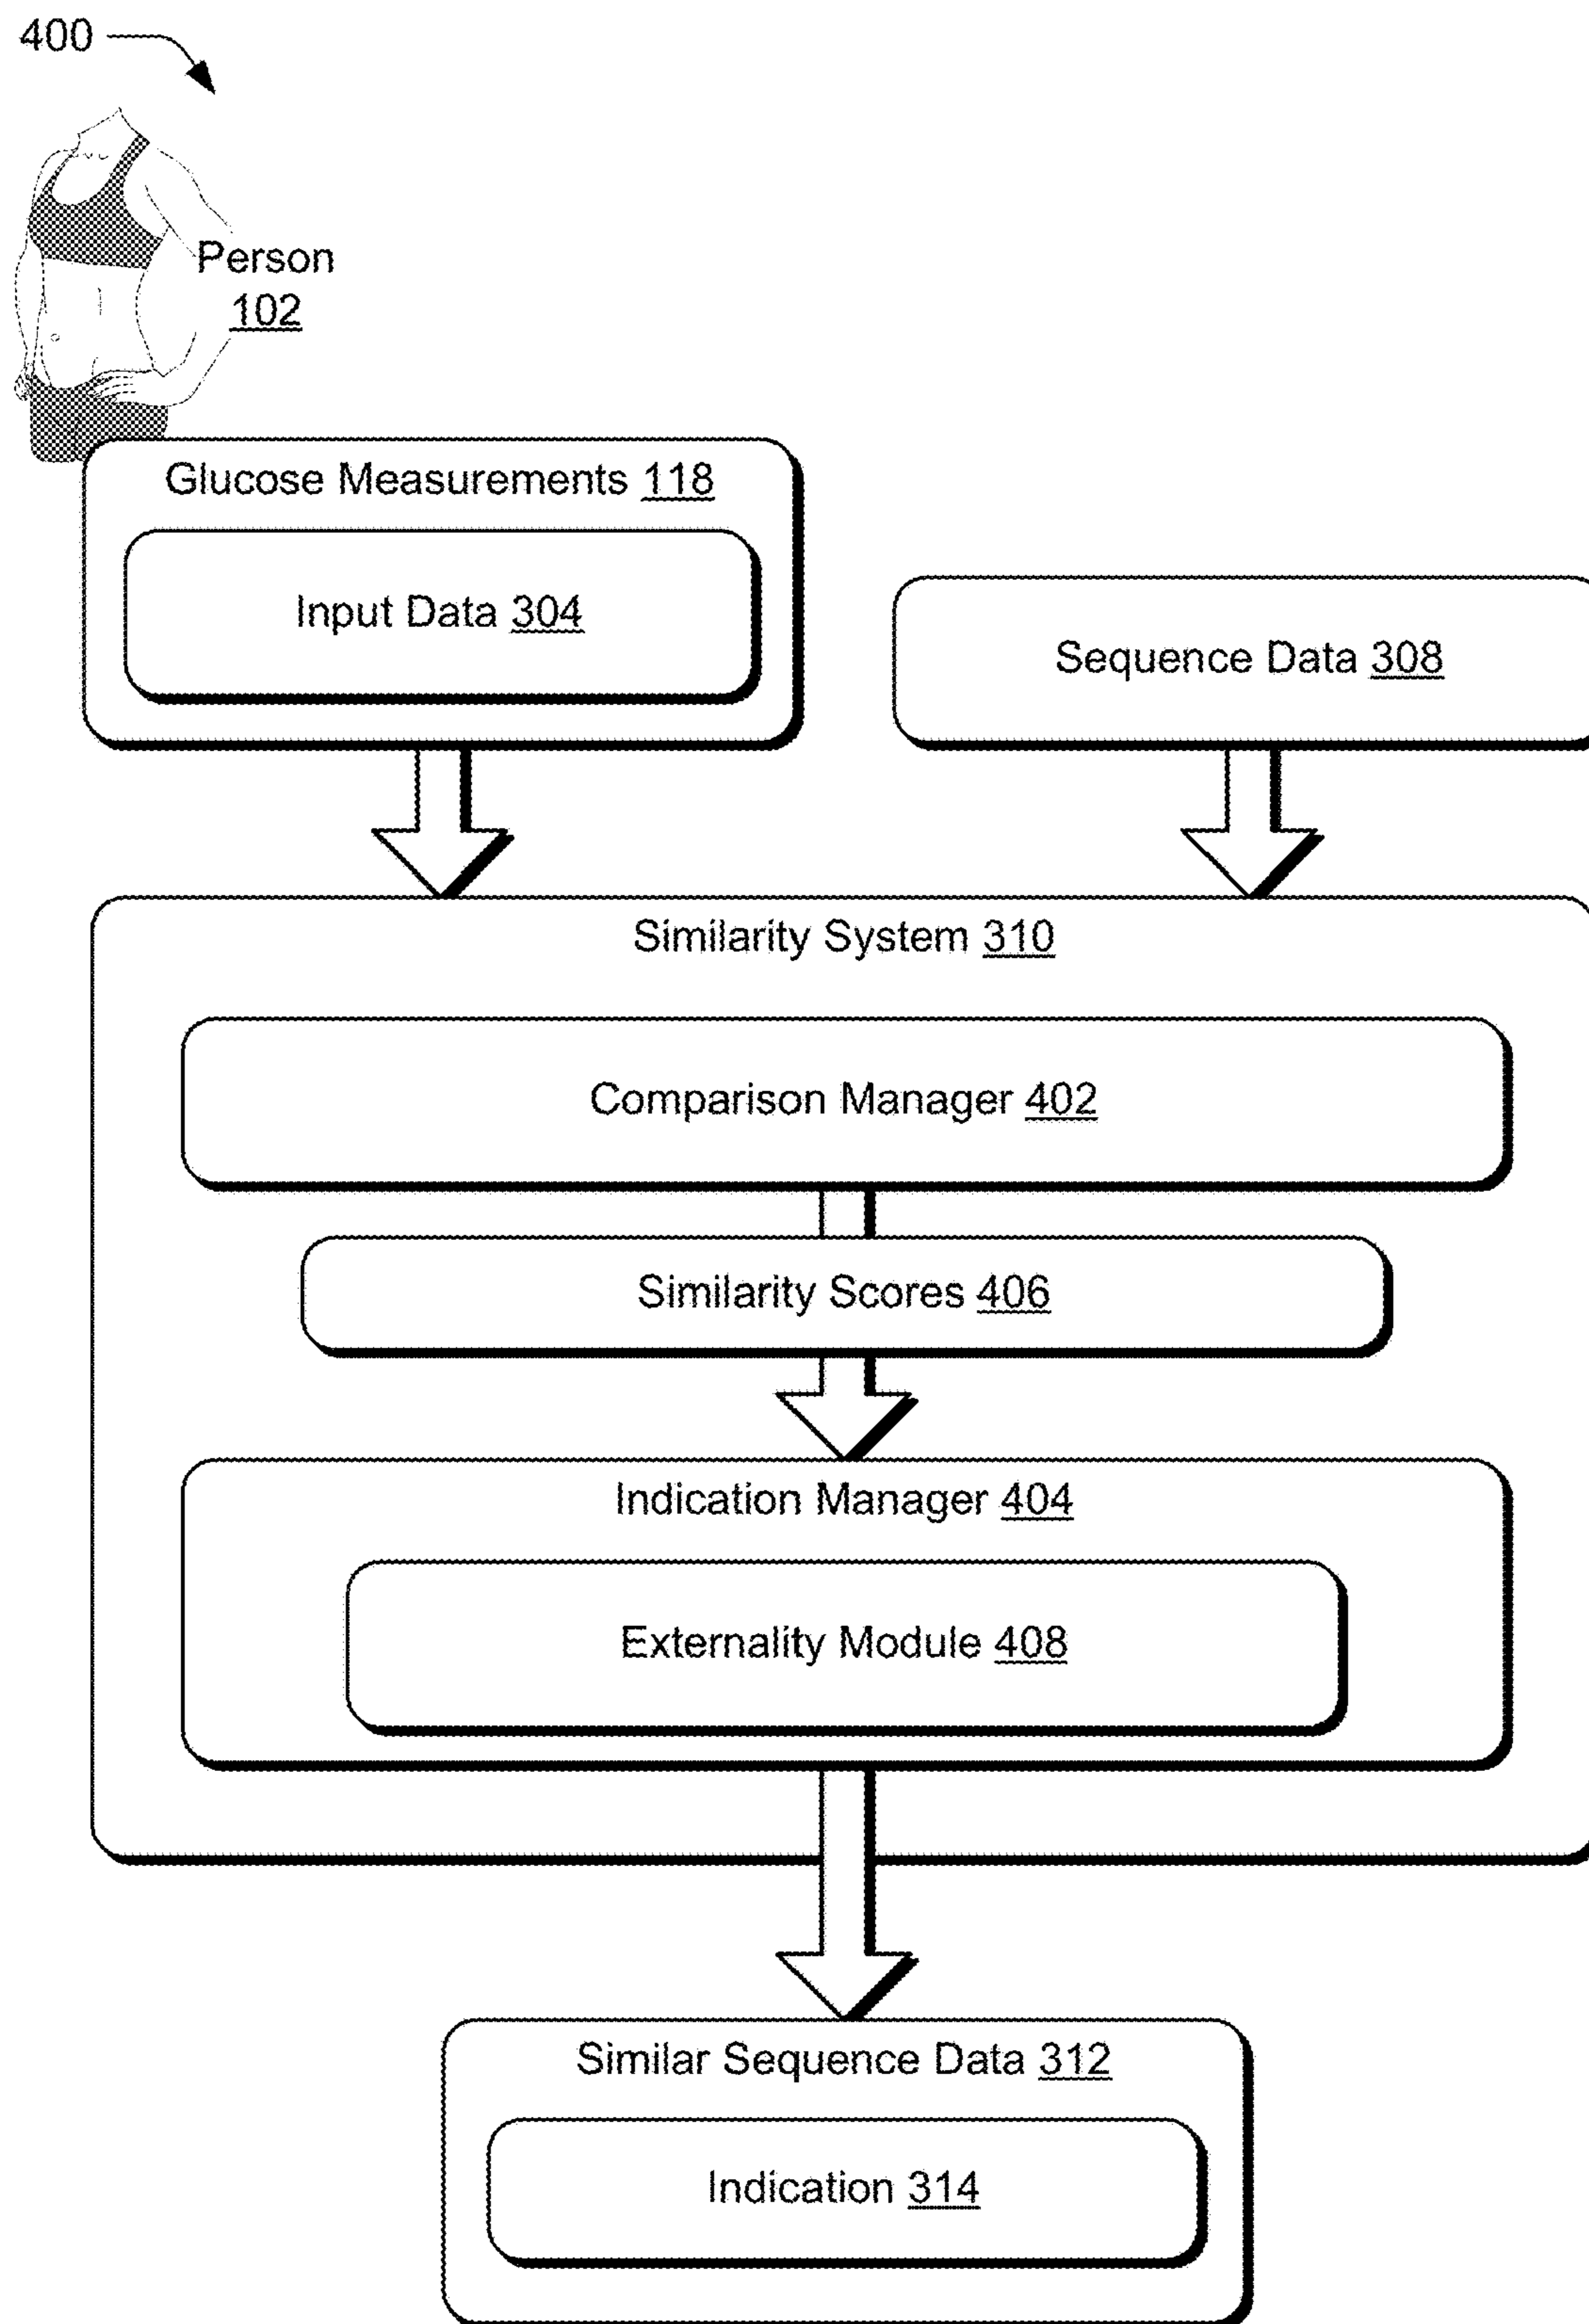 400
Person
102
Glucose Measurements 118
Input Data 304
Sequence Data 308
Similarity System 310
Comparison Manager 402
Similarity Scores 406
Indication Manager 404
Externality Module 408
Similar Sequence Data 312
Indication 314